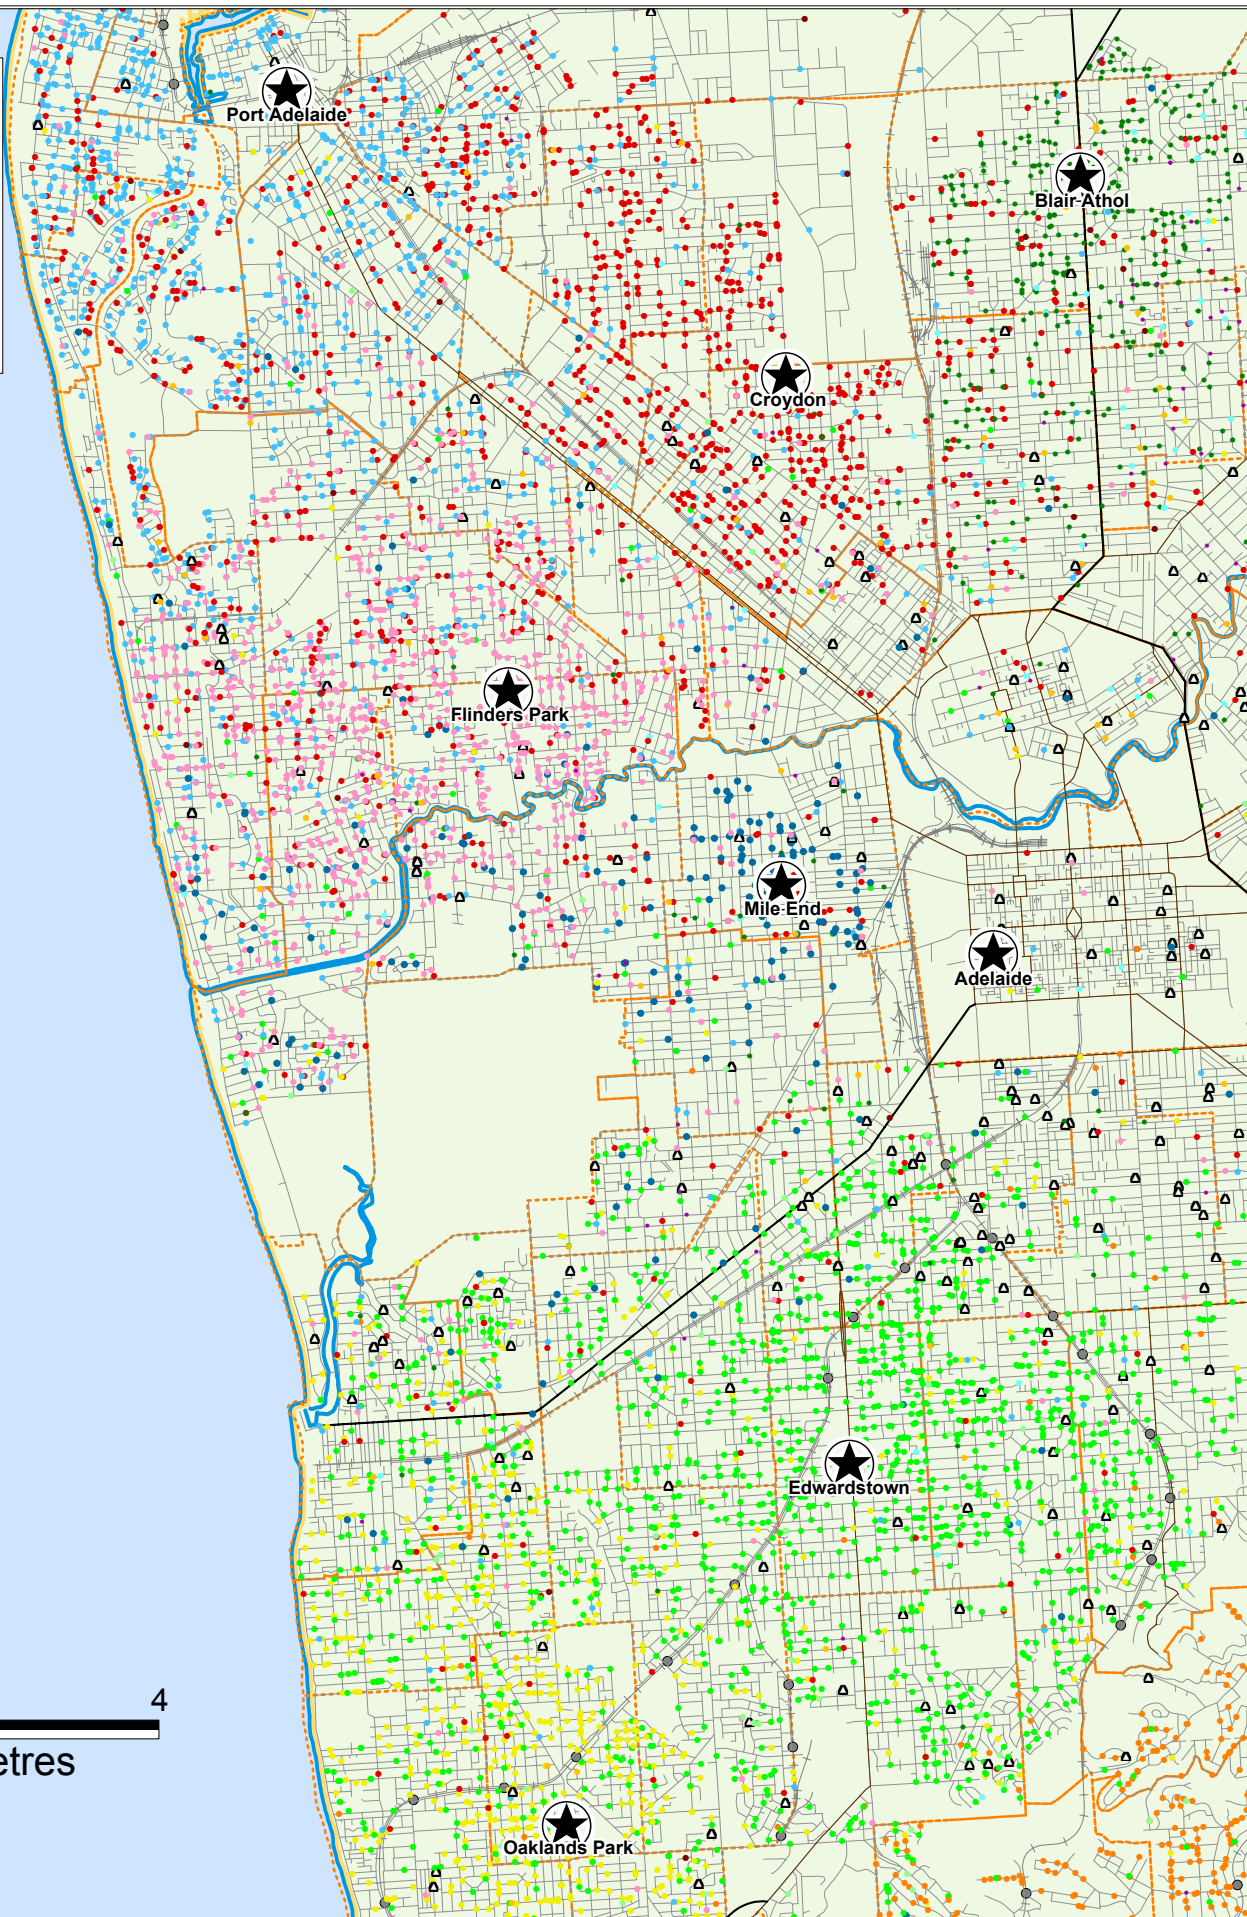 Port Adelaide
Blair Athol
Croydon
Flinders Park
Mile End
Adelaide
Edwardstown
4
etres
Oaklands Park